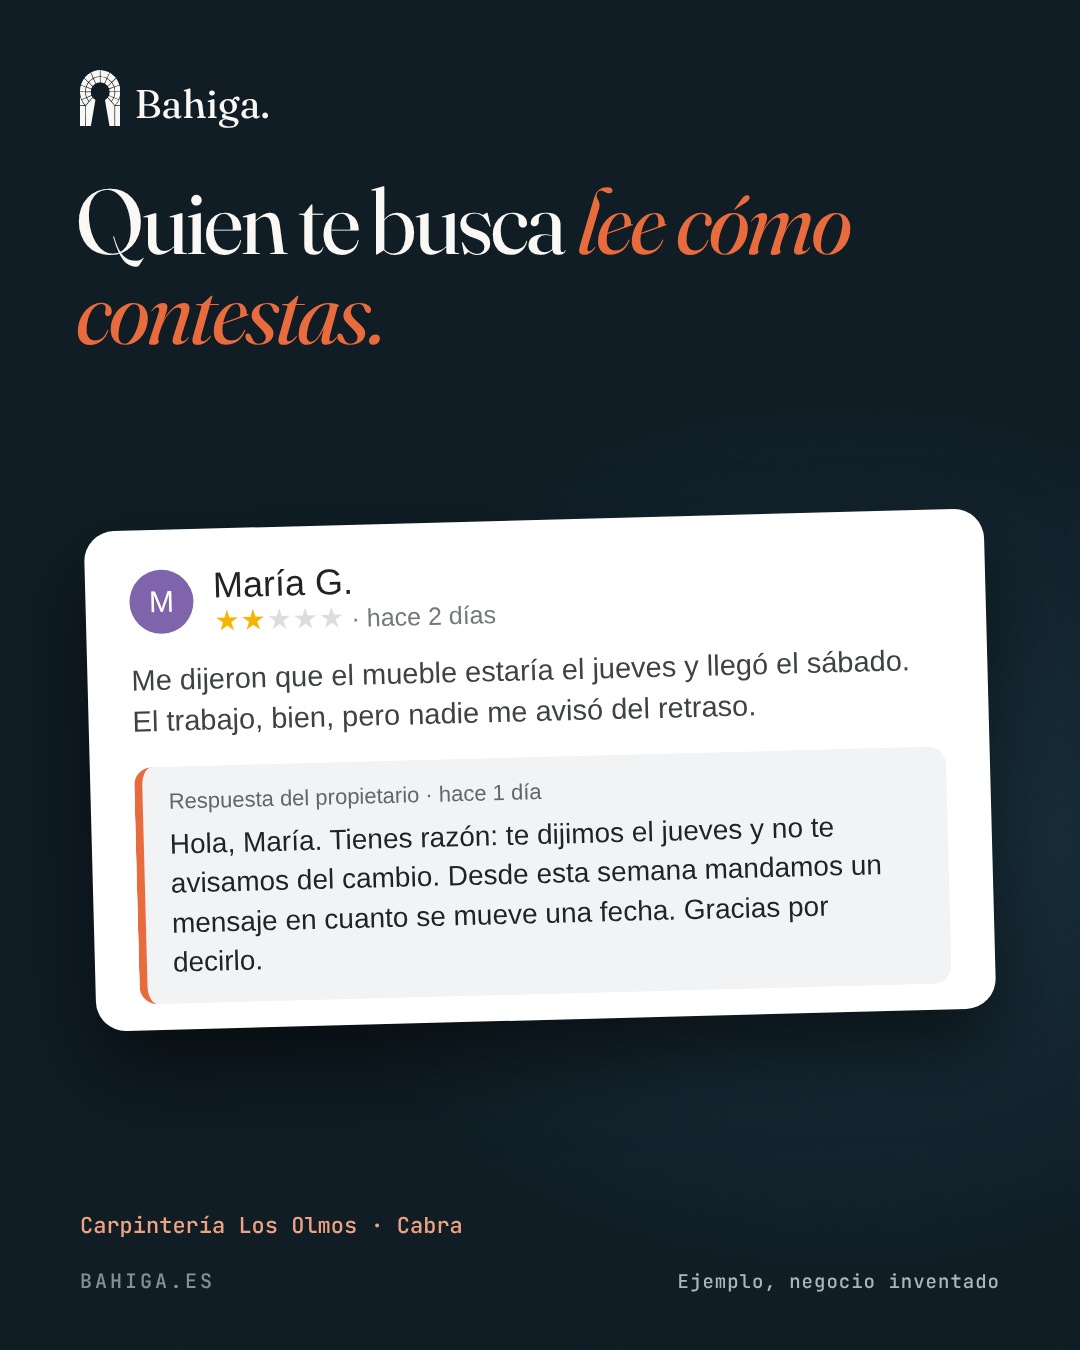 Bahiga.
Quien te busca lee cómo
contestas.
M
María G.
★★★★★ · hace 2 días
Me dijeron que el mueble estaría el jueves y llegó el sábado.
El trabajo, bien, pero nadie me avisó del retraso.
Respuesta del propietario · hace 1 día
Hola, María. Tienes razón: te dijimos el jueves y no te
avisamos del cambio. Desde esta semana mandamos un
mensaje en cuanto se mueve una fecha. Gracias por
decirlo.
Carpintería Los Olmos · Cabra
BAHIGA.ES
Ejemplo, negocio inventado